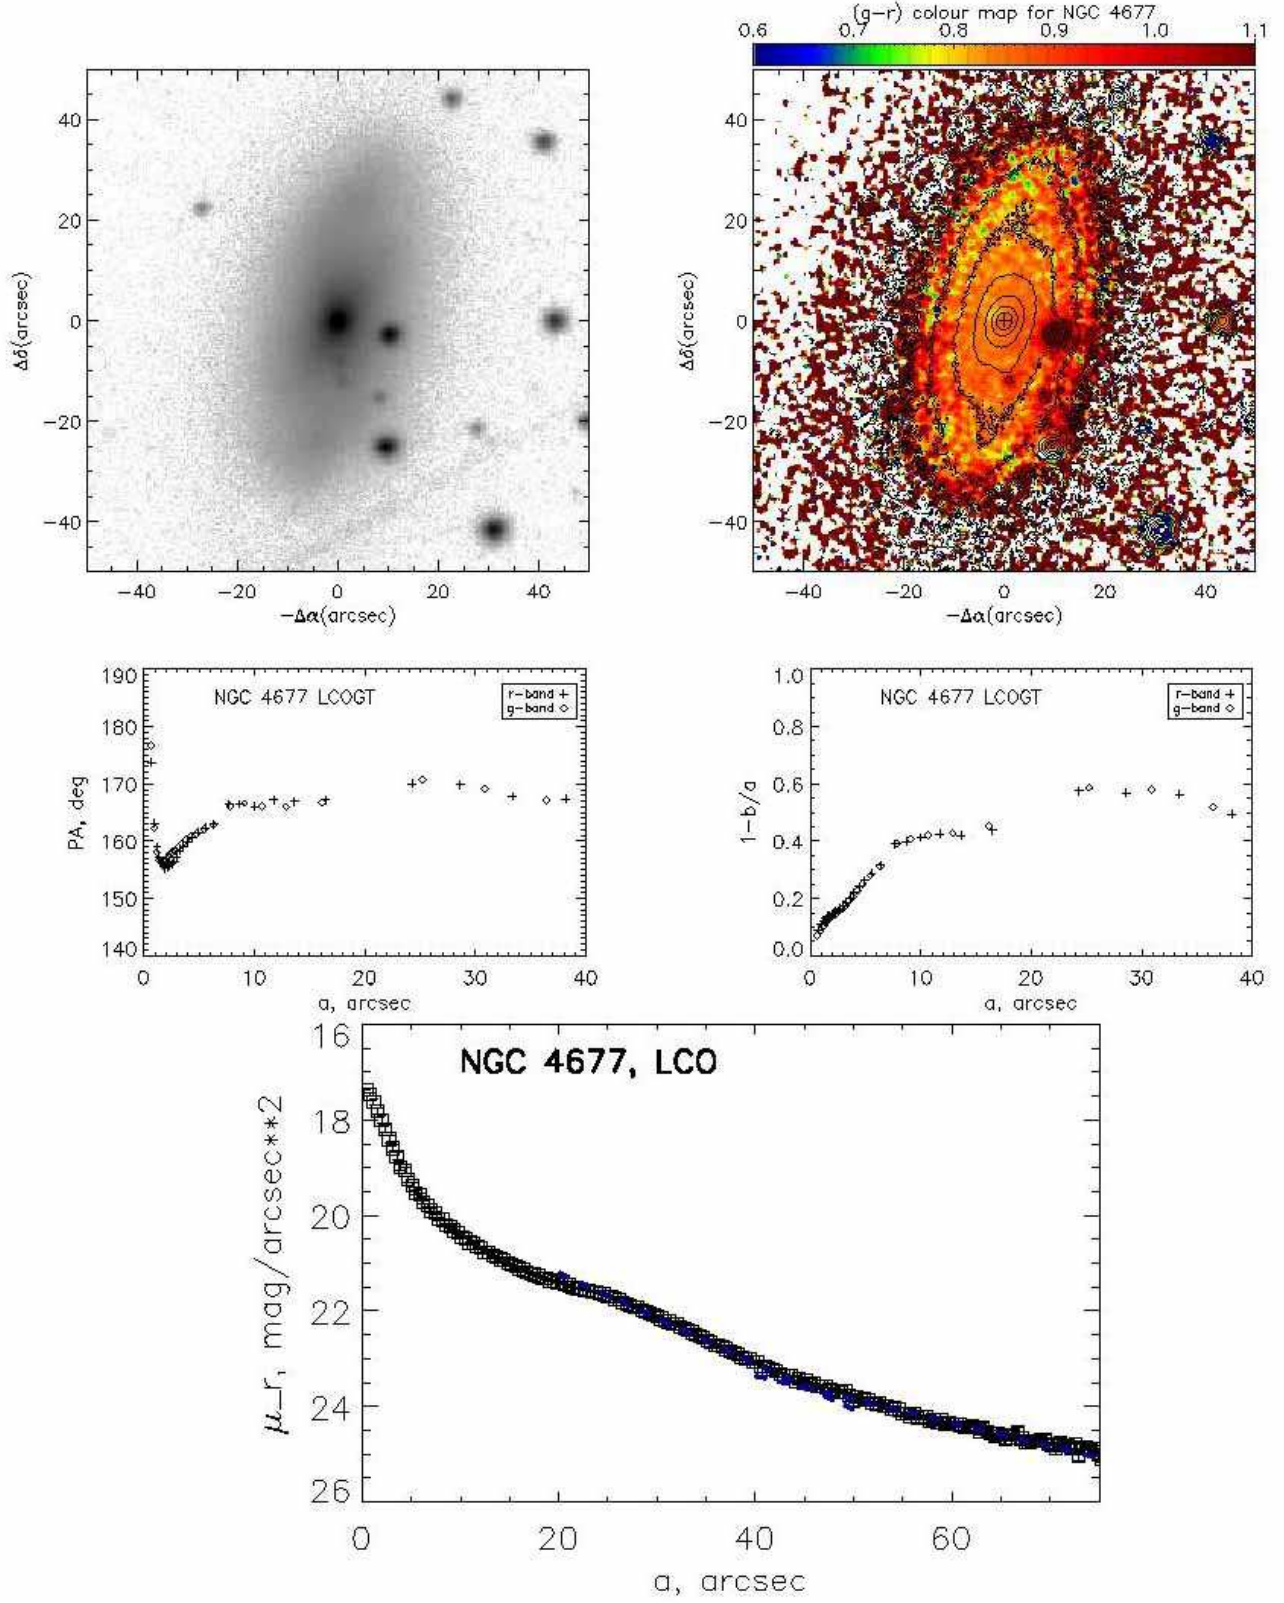 (g-r) colour map for NGC 4677
0.6 0.7 0.8 0.9 1.0 1.1
40
20
0
-20
-40
Δδ(arcsec)
-40 -20 0 20 40
-Δα(arcsec)
40
20
0
-20
-40
Δδ(arcsec)
-40 -20 0 20 40
-Δα(arcsec)
190
180
170
160
150
140
PA, deg
NGC 4677 LCOGT
r-band +
g-band ◇
0 10 20 30 40
a, arcsec
1.0
0.8
0.6
0.4
0.2
0.0
1-b/a
NGC 4677 LCOGT
r-band +
g-band ◇
0 10 20 30 40
a, arcsec
16
18
20
22
24
26
μ_r, mag/arcsec**2
NGC 4677, LCO
0 20 40 60
a, arcsec